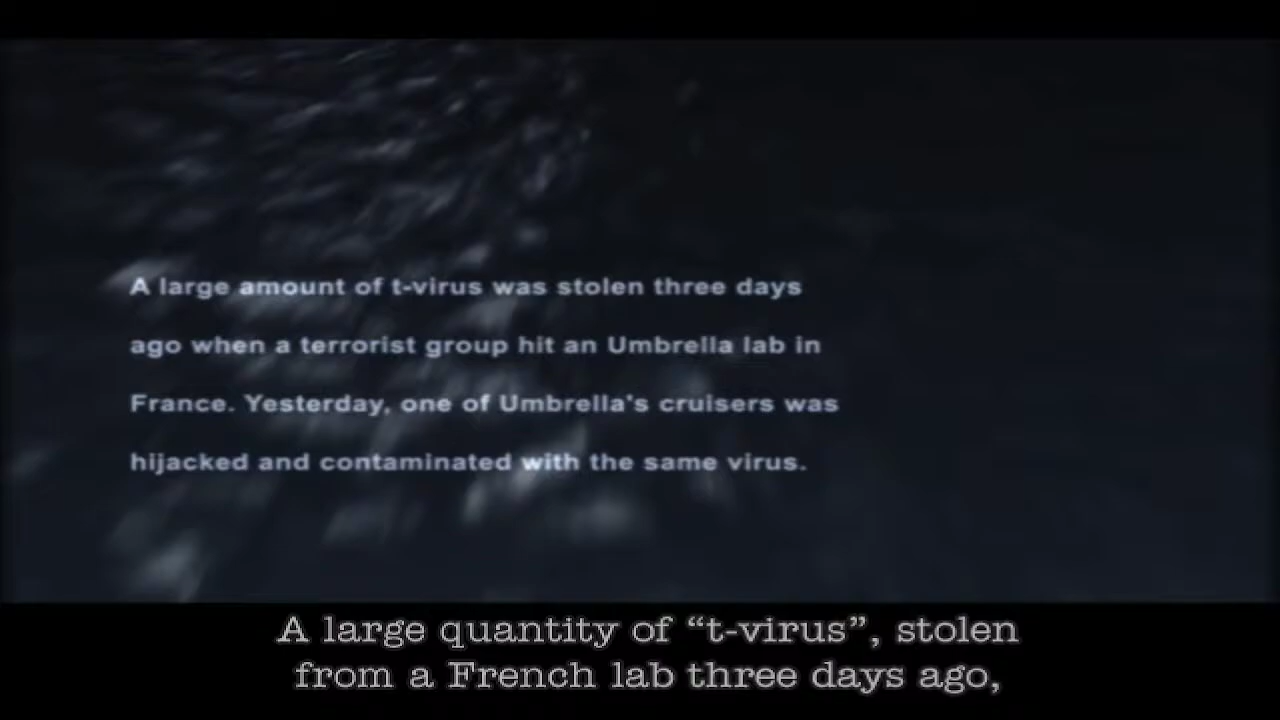 A large amount of t-virus was stolen three days
ago when a terrorist group hit an Umbrella lab in
France. Yesterday, one of Umbrella's cruisers was
hijacked and contaminated with the same virus.
A large quantity of “t-virus”, stolen
from a French lab three days ago,